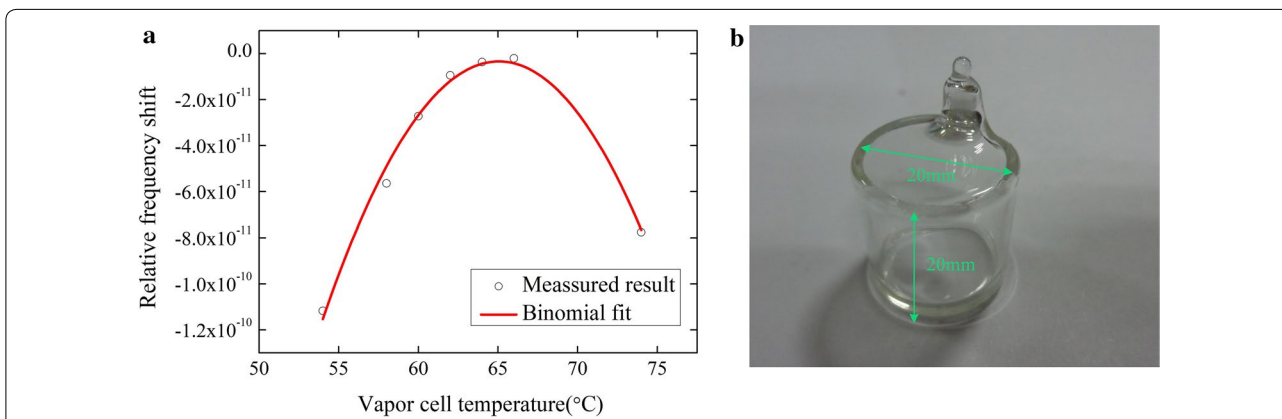 a
Relative frequency shift
0.0
-2.0x10-11
-4.0x10-11
-6.0x10-11
-8.0x10-11
-1.0x10-10
-1.2x10-10
Meassured result
Binomial fit
50 55 60 65 70 75
Vapor cell temperature(°C)
b
20mm
20mm